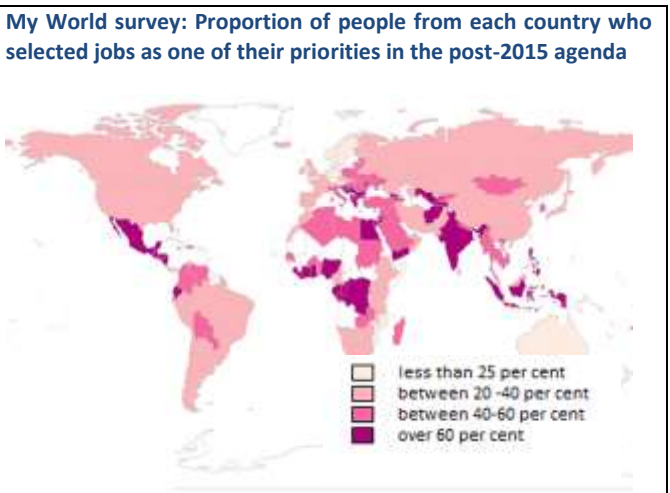 My World survey: Proportion of people from each country who
selected jobs as one of their priorities in the post-2015 agenda
less than 25 per cent
between 20 -40 per cent
between 40-60 per cent
over 60 per cent